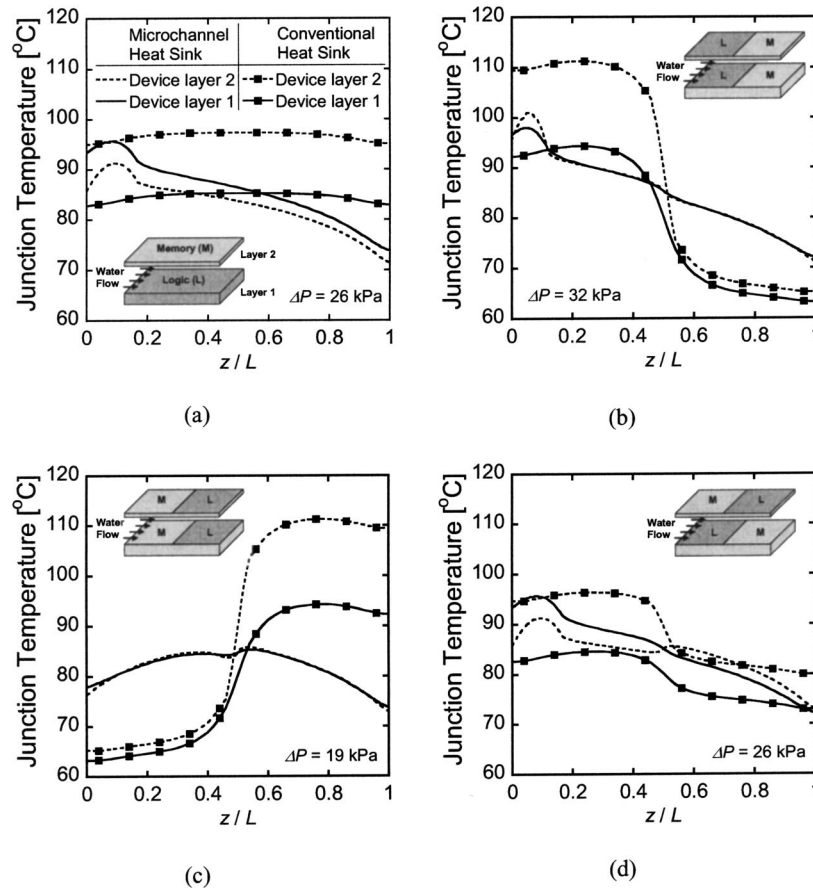 Junction Temperature [°C]
120
110
100
90
80
70
60
Microchannel Heat Sink
Conventional Heat Sink
Device layer 2
Device layer 1
Device layer 2
Device layer 1
Memory (M)
Layer 2
Water Flow
Logic (L)
Layer 1
ΔP = 26 kPa
0 0.2 0.4 0.6 0.8 1
z / L
(a)
Junction Temperature [°C]
120
110
100
90
80
70
60
L M
Water Flow
L M
ΔP = 32 kPa
0 0.2 0.4 0.6 0.8 1
z / L
(b)
Junction Temperature [°C]
120
110
100
90
80
70
60
M L
Water Flow
M L
ΔP = 19 kPa
0 0.2 0.4 0.6 0.8 1
z / L
(c)
Junction Temperature [°C]
120
110
100
90
80
70
60
M L
Water Flow
L M
ΔP = 26 kPa
0 0.2 0.4 0.6 0.8 1
z / L
(d)